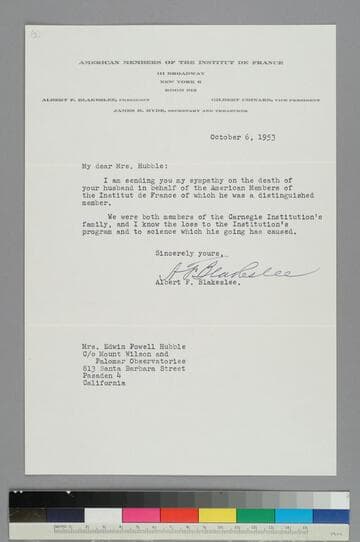 AMERICAN MEMBERS OF THE INSTITUT DE FRANCE
111 BROADWAY
NEW YORK 6
ALBERT F. BLAKESLEE, PRESIDENT GILBERT CHINARD, VICE PRESIDENT
JAMES H. HYDE, SECRETARY AND TREASURER
October 6, 1953
My dear Mrs. Hubble:
I am sending you my sympathy on the death of
your husband in behalf of the American Members of
the Institut de France of which he was a distinguished
member.
We were both members of the Carnegie Institution's
family, and I know the loss to the Institution's
program and to science which his going has caused.
Sincerely yours,
A F Blakeslee
Albert F. Blakeslee.
Mrs. Edwin Powell Hubble
C/o Mount Wilson and
Palomar Observatories
813 Santa Barbara Street
Pasaden 4
California